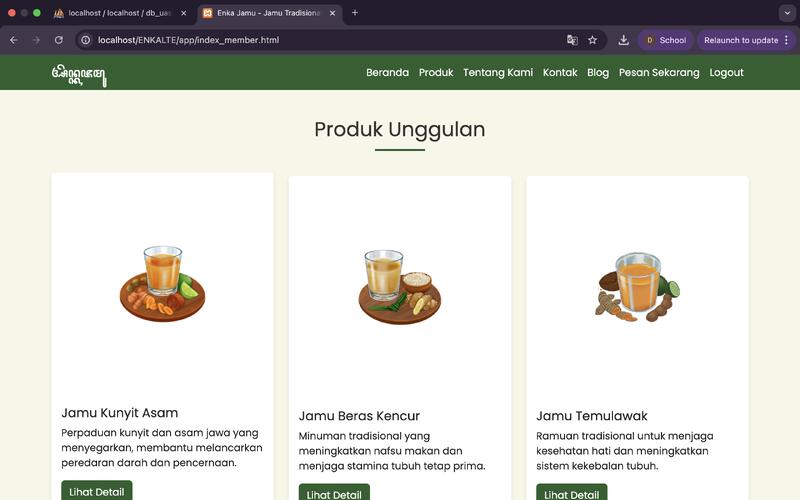 localhost / localhost / db_uas
Enka Jamu - Jamu Tradisiona
localhost/ENKALTE/app/index_member.html
D School
Relaunch to update
Beranda Produk Tentang Kami Kontak Blog Pesan Sekarang Logout
Produk Unggulan
Jamu Kunyit Asam
Perpaduan kunyit dan asam jawa yang
menyegarkan, membantu melancarkan
peredaran darah dan pencernaan.
Lihat Detail
Jamu Beras Kencur
Minuman tradisional yang
meningkatkan nafsu makan dan
menjaga stamina tubuh tetap prima.
Lihat Detail
Jamu Temulawak
Ramuan tradisional untuk menjaga
kesehatan hati dan meningkatkan
sistem kekebalan tubuh.
Lihat Detail